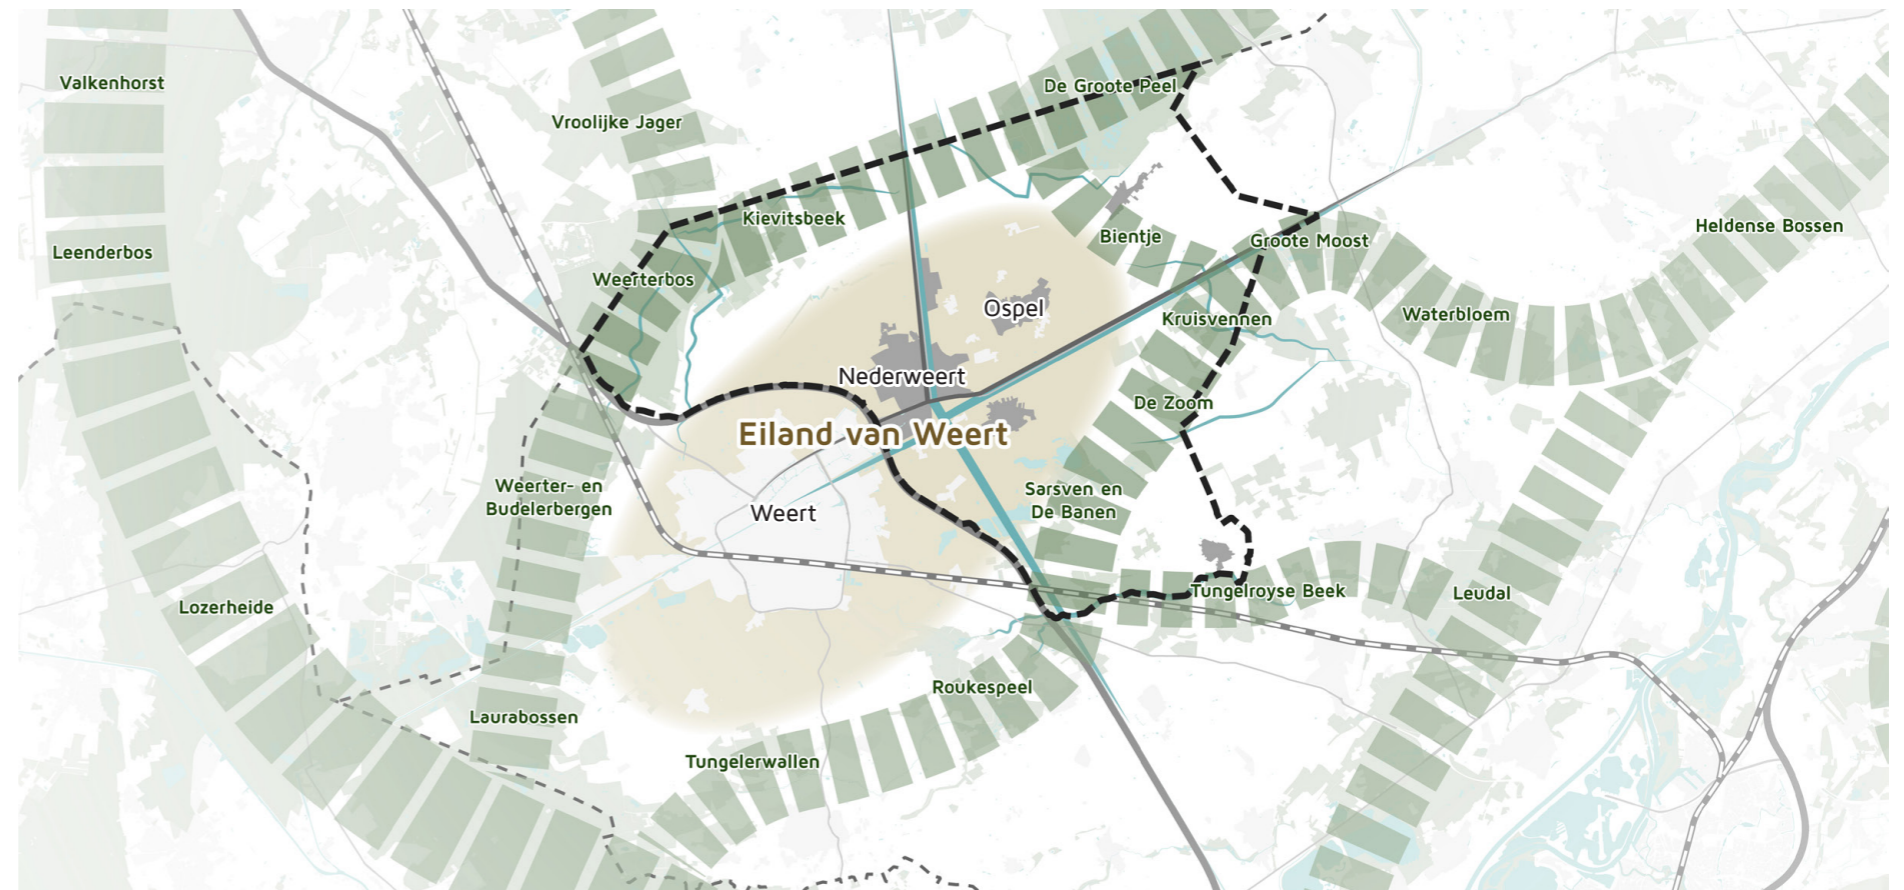 Valkenhorst
De Groote Peel
Vroolijke Jager
Kievitsbeek
Heldense Bossen
Bientje
Groote Moost
Leenderbos
Weerterbos
Ospel
Waterbloem
Kruisvennen
Nederweert
De Zoom
Eiland van Weert
Weerter- en
Budelerbergen
Sarsven en
De Banen
Weert
Tungelroyse Beek
Leudal
Lozerheide
Roukespeel
Laurabossen
Tungelerwallen